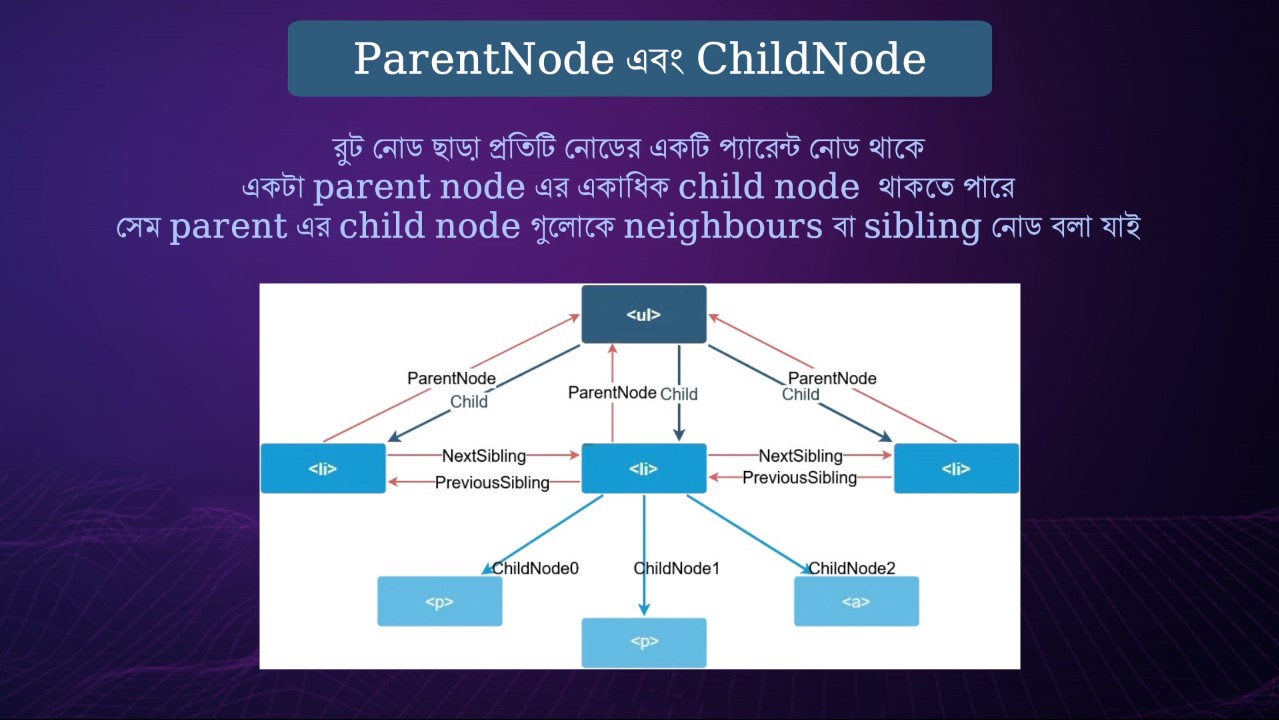 ParentNode এবং ChildNode
রুট নোড ছাড়া প্রতিটি নোডের একটি প্যারেন্ট নোড থাকে
একটা parent node এর একাধিক child node থাকতে পারে
সেম parent এর child node গুলোকে neighbours বা sibling নোড বলা যাই
<ul>
ParentNode
Child
ParentNode
Child
ParentNode
Child
<li>
NextSibling
PreviousSibling
<li>
NextSibling
PreviousSibling
<li>
ChildNode0
ChildNode1
ChildNode2
<p>
<p>
<a>